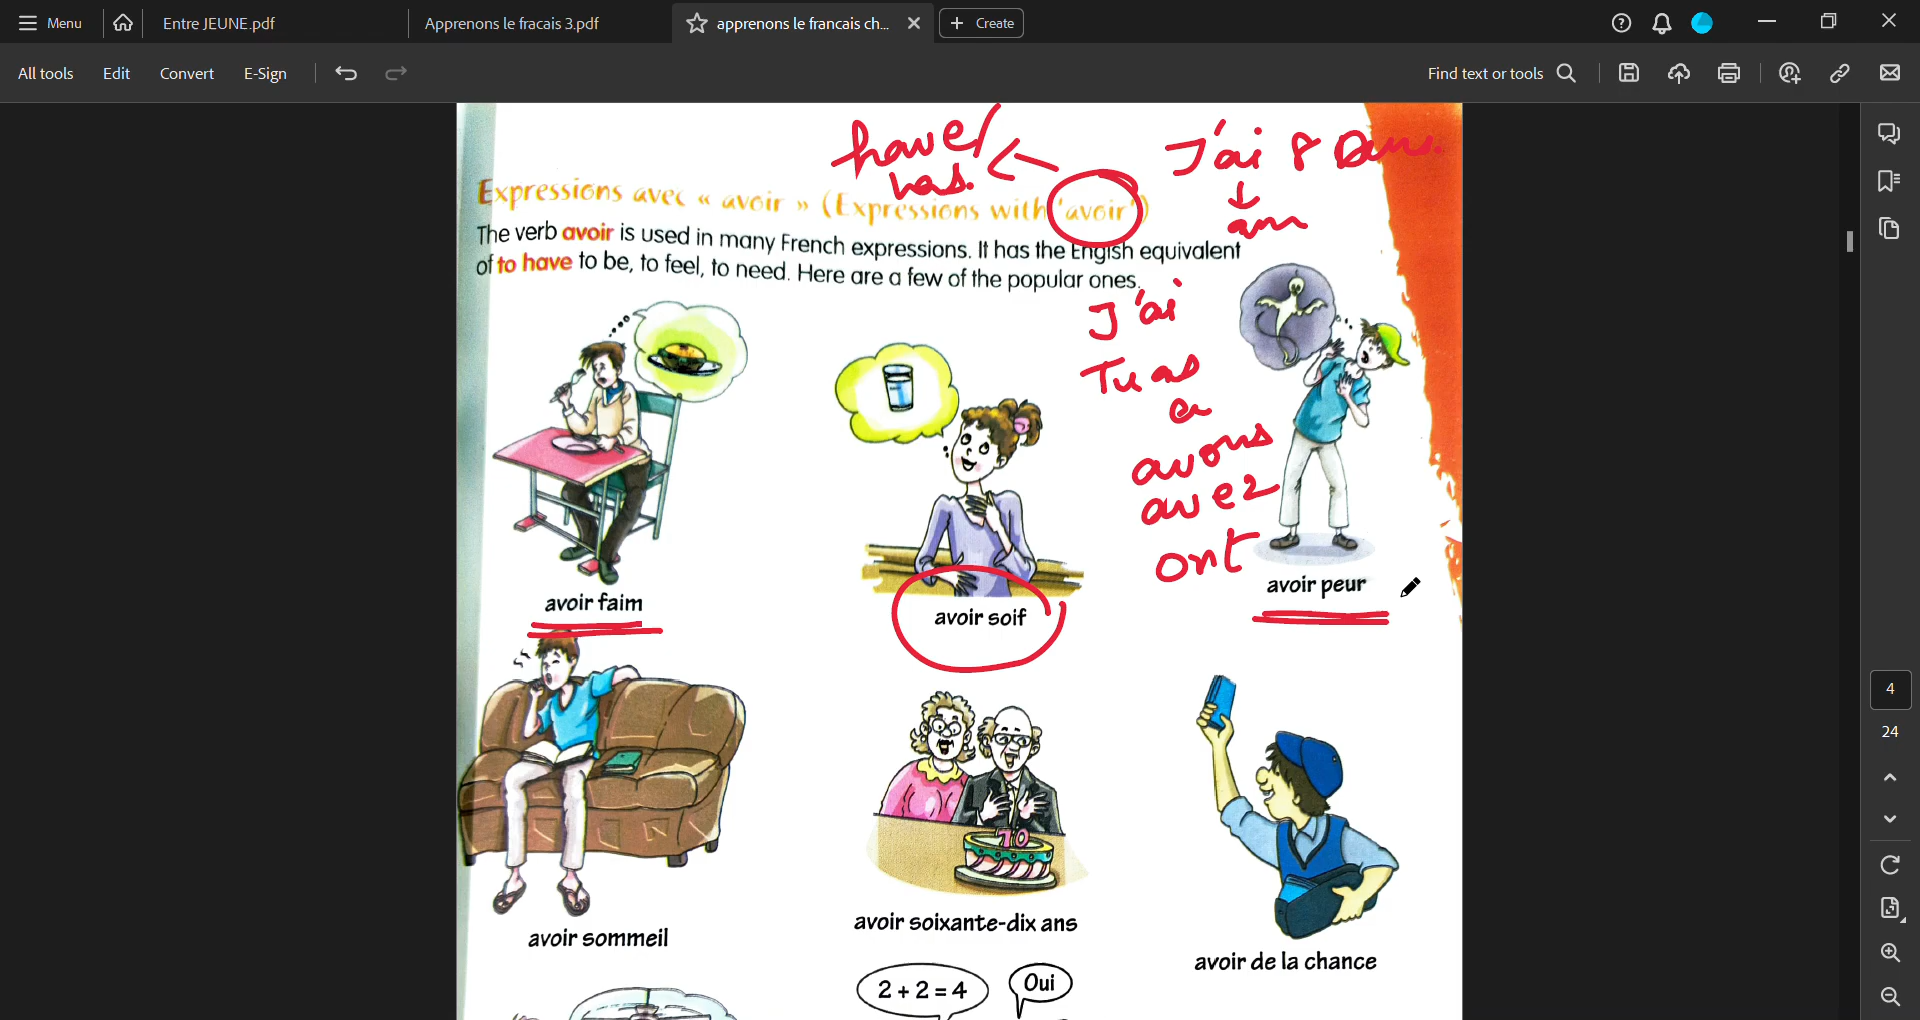 Menu
Entre JEUNE.pdf
Apprenons le fracais 3.pdf
apprenons le francais ch...
Create
All tools
Edit
Convert
E-Sign
Find text or tools
have/
has.
J'ai 8
am
Expressions avec « avoir » (Expressions with 'avoir')
The verb avoir is used in many French expressions. It has the Engish equivalent
of to have to be, to feel, to need. Here are a few of the popular ones.
J'ai
Tu as
a
avons
avez
ont
avoir faim
avoir soif
avoir peur
70
avoir sommeil
avoir soixante-dix ans
avoir de la chance
2 + 2 = 4
Oui
4
24